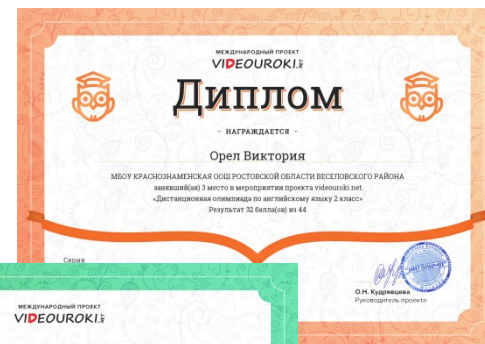 МЕЖДУНАРОДНЫЙ ПРОЕКТ
VIDEOUROKI.NET
Диплом
- НАГРАЖДАЕТСЯ -
Орел Виктория
МБОУ КРАСНОЗНАМЕНСКАЯ ООШ РОСТОВСКОЙ ОБЛАСТИ ВЕСЕЛОВСКОГО РАЙОНА
занявший(ая) 3 место в мероприятии проекта videouroki.net
«Дистанционная олимпиада по английскому языку 2 класс»
Результат 32 балла(ов) из 44
Серия
О.Н. Кудрявцева
Руководитель проекта
МЕЖДУНАРОДНЫЙ ПРОЕКТ
VIDEOUROKI.NET